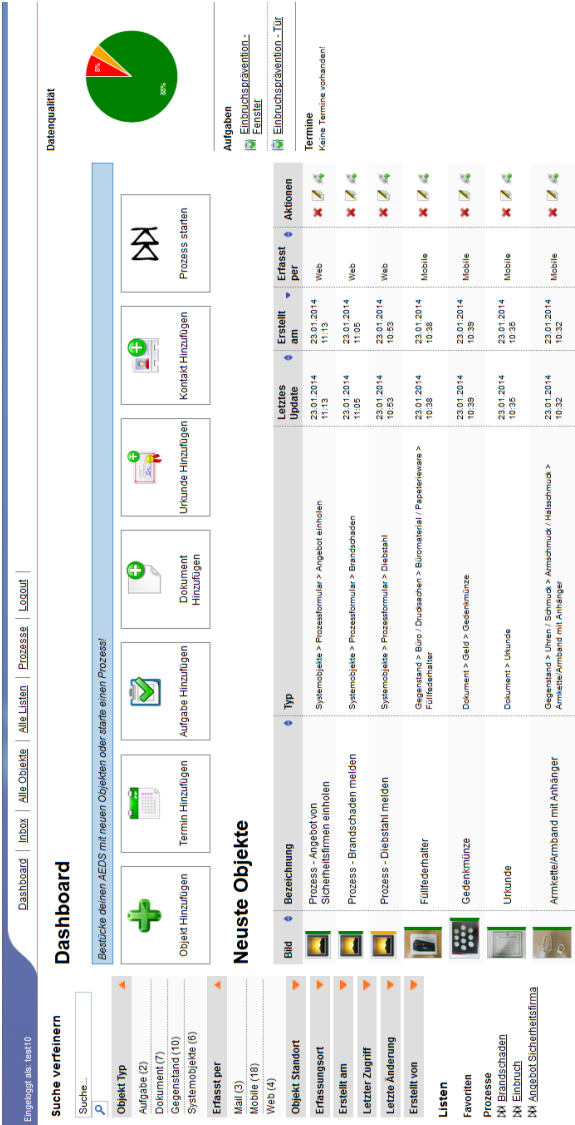 Eingeloggt als: test10
Dashboard | Inbox | Alle Objekte | Alle Listen | Prozesse | Logout |
Suche verfeinern
Suche...
Objekt Typ
Aufgabe (2)
Dokument (7)
Gegenstand (10)
Systemobjekte (6)
Erfasst per
Mail (3)
Mobile (18)
Web (4)
Objekt Standort
Erfassungsort
Erstellt am
Letzter Zugriff
Letzte Änderung
Erstellt von
Listen
Favoriten
Prozesse
Brandschaden
Einbruch
Angebot Sicherheitsfirma
Dashboard
Bestücke deinen AEDS mit neuen Objekten oder starte einen Prozess!
Objekt Hinzufügen
Termin Hinzufügen
Aufgabe Hinzufügen
Dokument
Hinzufügen
Urkunde Hinzufügen
Kontakt Hinzufügen
Prozess starten
Neuste Objekte
Bild Bezeichnung Typ Letztes Update Erstellt am Erfasst per Aktionen
Prozess - Angebot von Sicherheitsfirmen einholen Systemobjekte > Prozessformular > Angebot einholen 23.01.2014 11:13 23.01.2014 11:13 Web
Prozess - Brandschaden melden Systemobjekte > Prozessformular > Brandschaden 23.01.2014 11:05 23.01.2014 11:05 Web
Prozess - Diebstahl melden Systemobjekte > Prozessformular > Diebstahl 23.01.2014 10:53 23.01.2014 10:53 Web
Füllfederhalter Gegenstand > Büro / Drucksachen > Büromaterial / Papeterieware > Füllfederhalter 23.01.2014 10:38 23.01.2014 10:38 Mobile
Gedenkmünze Dokument > Geld > Gedenkmünze 23.01.2014 10:39 23.01.2014 10:39 Mobile
Urkunde Dokument > Urkunde 23.01.2014 10:35 23.01.2014 10:35 Mobile
Armkette/Armband mit Anhänger Gegenstand > Uhren / Schmuck > Armschmuck / Halsschmuck > Armkette/Armband mit Anhänger 23.01.2014 10:32 23.01.2014 10:32 Mobile
Datenqualität
8%
88%
Aufgaben
Einbruchsprävention -
Fenster
Einbruchsprävention - Tür
Termine
Keine Termine vorhanden!